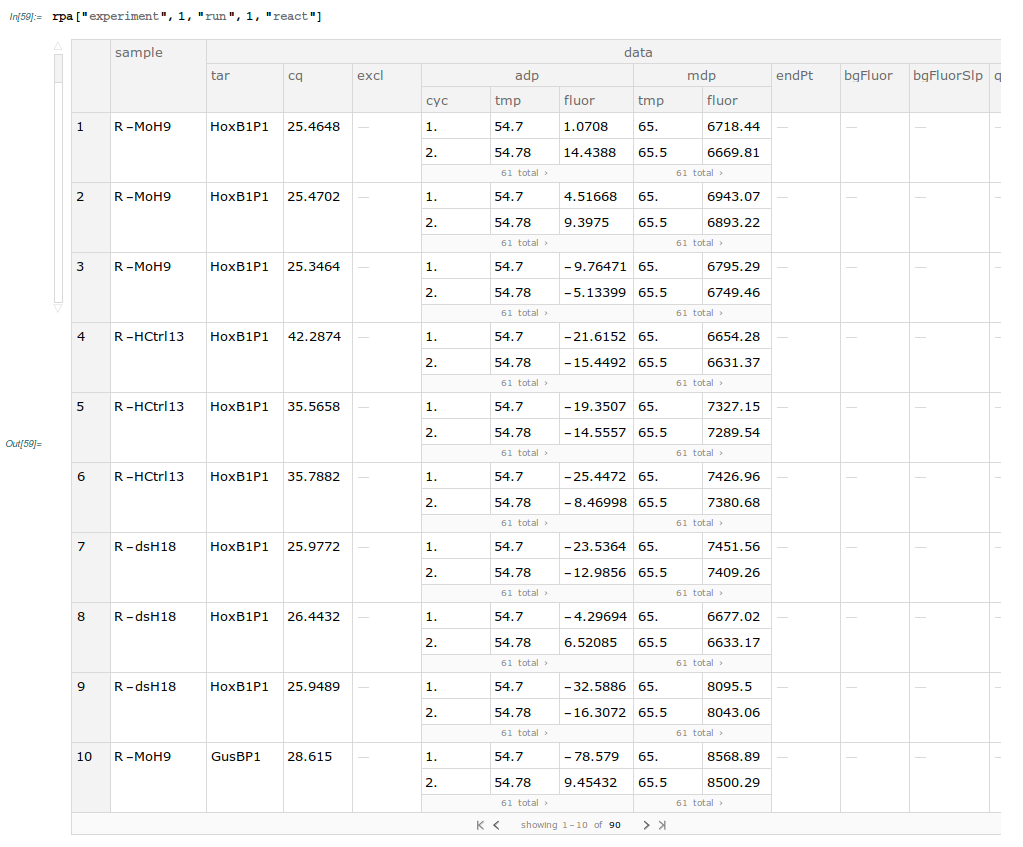 In[59]:= rpa["experiment", 1, "run", 1, "react"]
sample data
tar cq excl adp mdp endPt bgFluor bgFluorSlp q
cyc tmp fluor tmp fluor
1 R-MoH9 HoxB1P1 25.4648 — 1. 54.7 1.0708 65. 6718.44 — — — —
2. 54.78 14.4388 65.5 6669.81
61 total › 61 total ›
2 R-MoH9 HoxB1P1 25.4702 — 1. 54.7 4.51668 65. 6943.07 — — — —
2. 54.78 9.3975 65.5 6893.22
61 total › 61 total ›
3 R-MoH9 HoxB1P1 25.3464 — 1. 54.7 -9.76471 65. 6795.29 — — — —
2. 54.78 -5.13399 65.5 6749.46
61 total › 61 total ›
4 R-HCtrl13 HoxB1P1 42.2874 — 1. 54.7 -21.6152 65. 6654.28 — — — —
2. 54.78 -15.4492 65.5 6631.37
61 total › 61 total ›
5 R-HCtrl13 HoxB1P1 35.5658 — 1. 54.7 -19.3507 65. 7327.15 — — — —
2. 54.78 -14.5557 65.5 7289.54
Out[59]=
61 total › 61 total ›
6 R-HCtrl13 HoxB1P1 35.7882 — 1. 54.7 -25.4472 65. 7426.96 — — — —
2. 54.78 -8.46998 65.5 7380.68
61 total › 61 total ›
7 R-dsH18 HoxB1P1 25.9772 — 1. 54.7 -23.5364 65. 7451.56 — — — —
2. 54.78 -12.9856 65.5 7409.26
61 total › 61 total ›
8 R-dsH18 HoxB1P1 26.4432 — 1. 54.7 -4.29694 65. 6677.02 — — — —
2. 54.78 6.52085 65.5 6633.17
61 total › 61 total ›
9 R-dsH18 HoxB1P1 25.9489 — 1. 54.7 -32.5886 65. 8095.5 — — — —
2. 54.78 -16.3072 65.5 8043.06
61 total › 61 total ›
10 R-MoH9 GusBP1 28.615 — 1. 54.7 -78.579 65. 8568.89 — — — —
2. 54.78 9.45432 65.5 8500.29
61 total › 61 total ›
showing 1-10 of 90